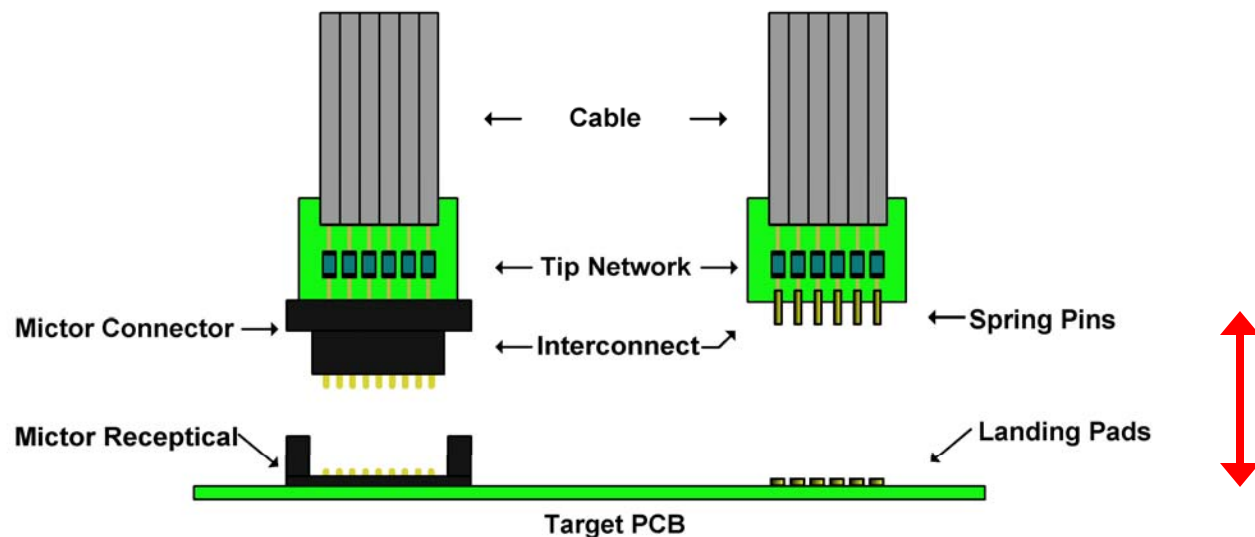 Cable
Tip Network
Mictor Connector
Interconnect
Spring Pins
Mictor Receptical
Landing Pads
Target PCB